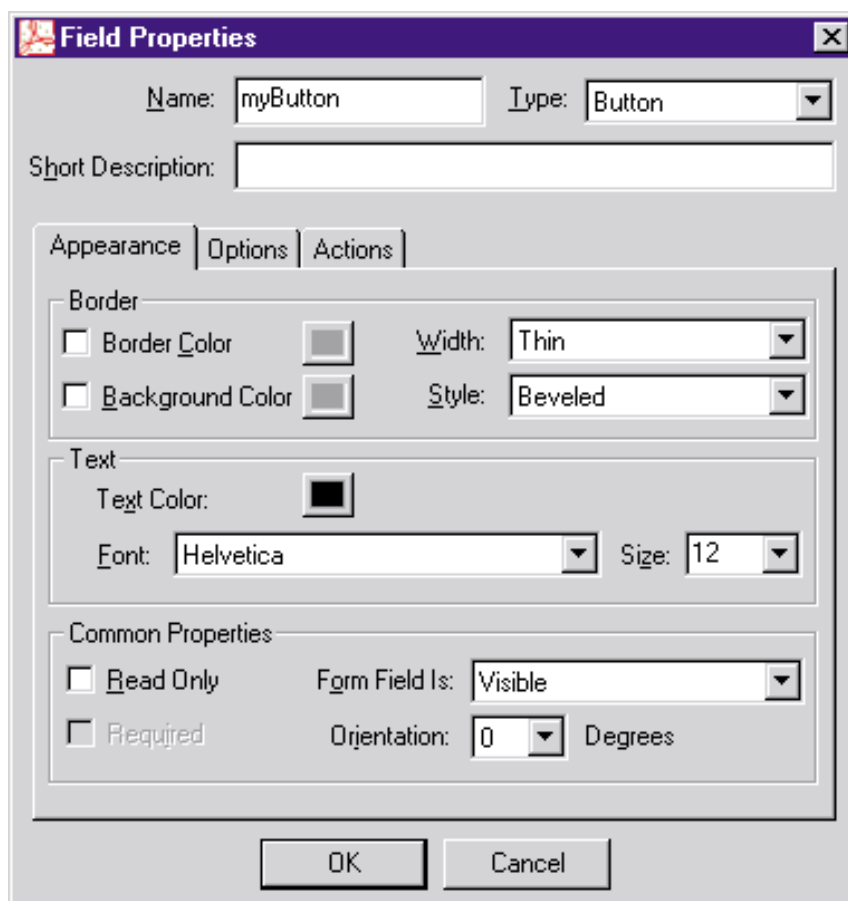 Field Properties
Name: myButton Type: Button
Short Description:
Appearance Options Actions
Border
Border Color Width: Thin
Background Color Style: Beveled
Text
Text Color:
Font: Helvetica Size: 12
Common Properties
Read Only Form Field Is: Visible
Required Orientation: 0 Degrees
OK Cancel